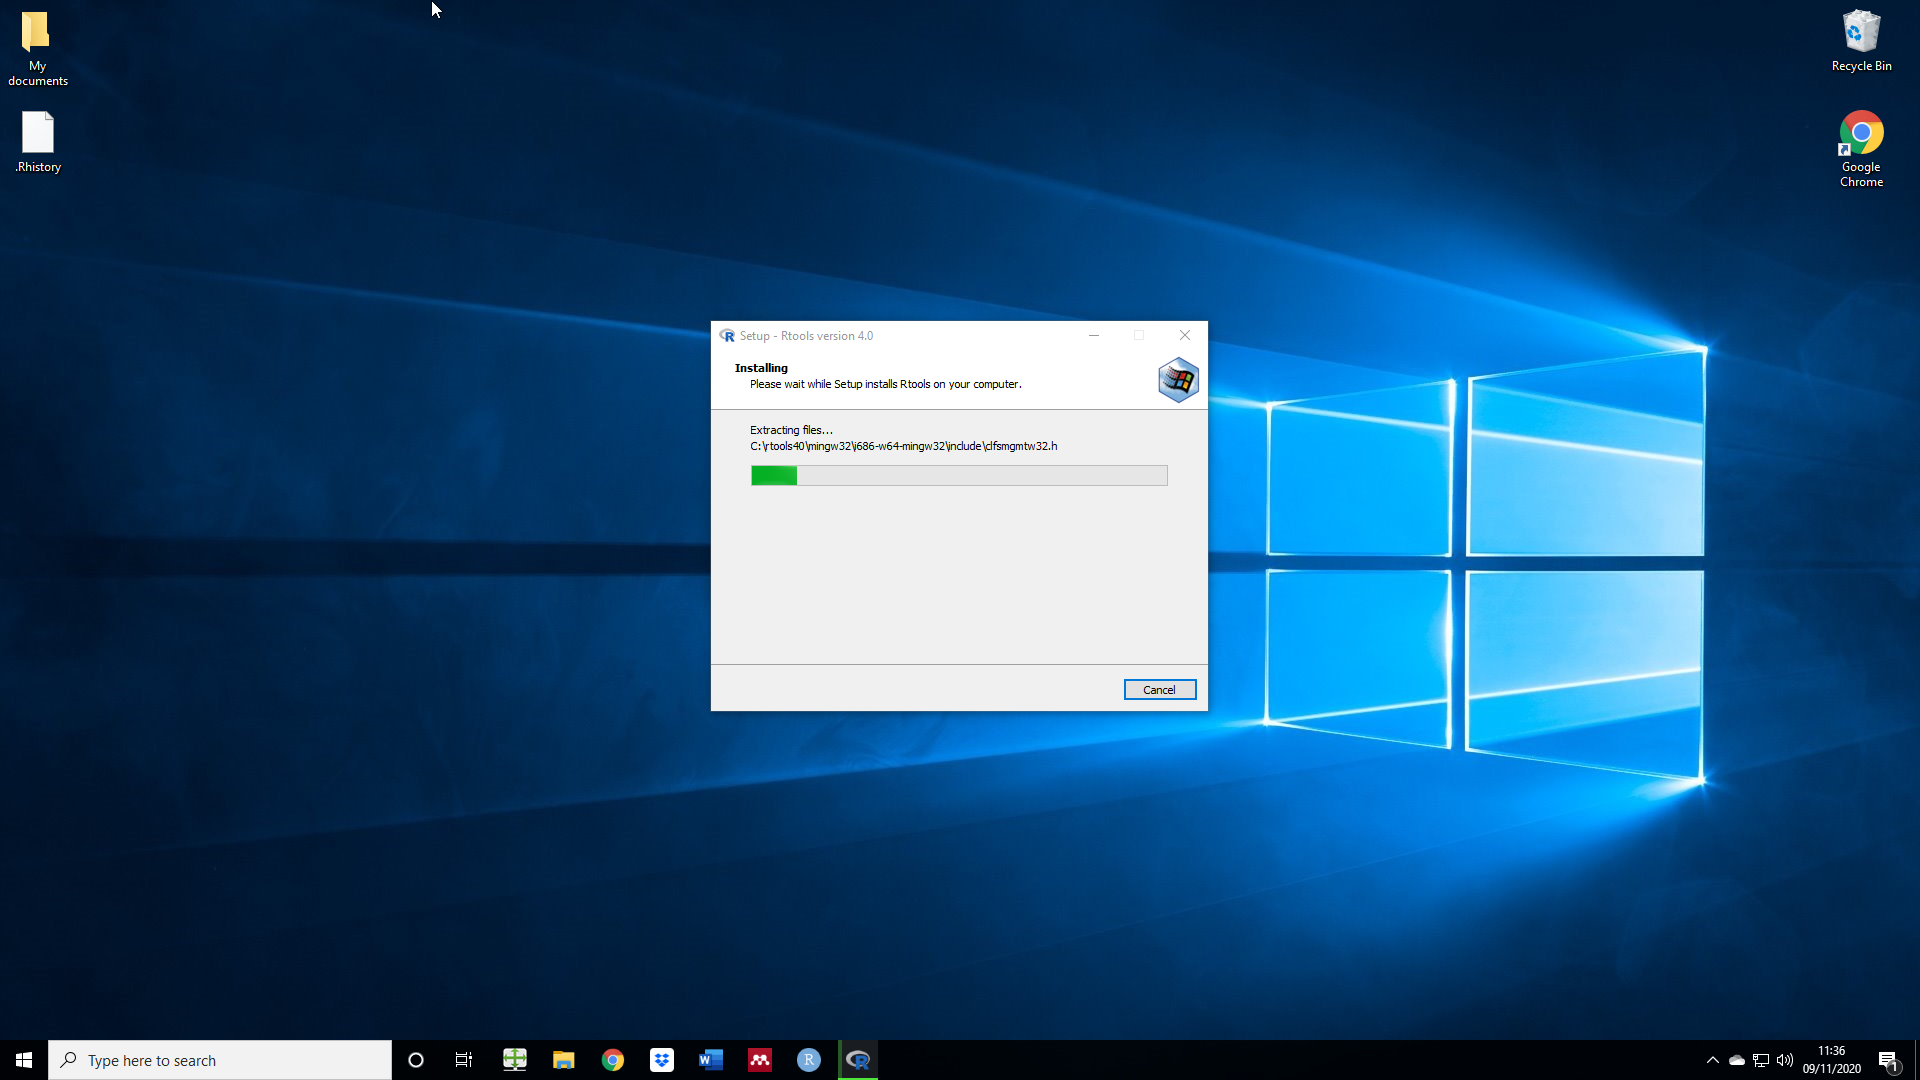 My
documents
.Rhistory
Recycle Bin
Google
Chrome
Setup - Rtools version 4.0
Installing
Please wait while Setup installs Rtools on your computer.
Extracting files...
C:\rtools40\mingw32\i686-w64-mingw32\include\clfsmgmtw32.h
Cancel
Type here to search
11:36
09/11/2020
1